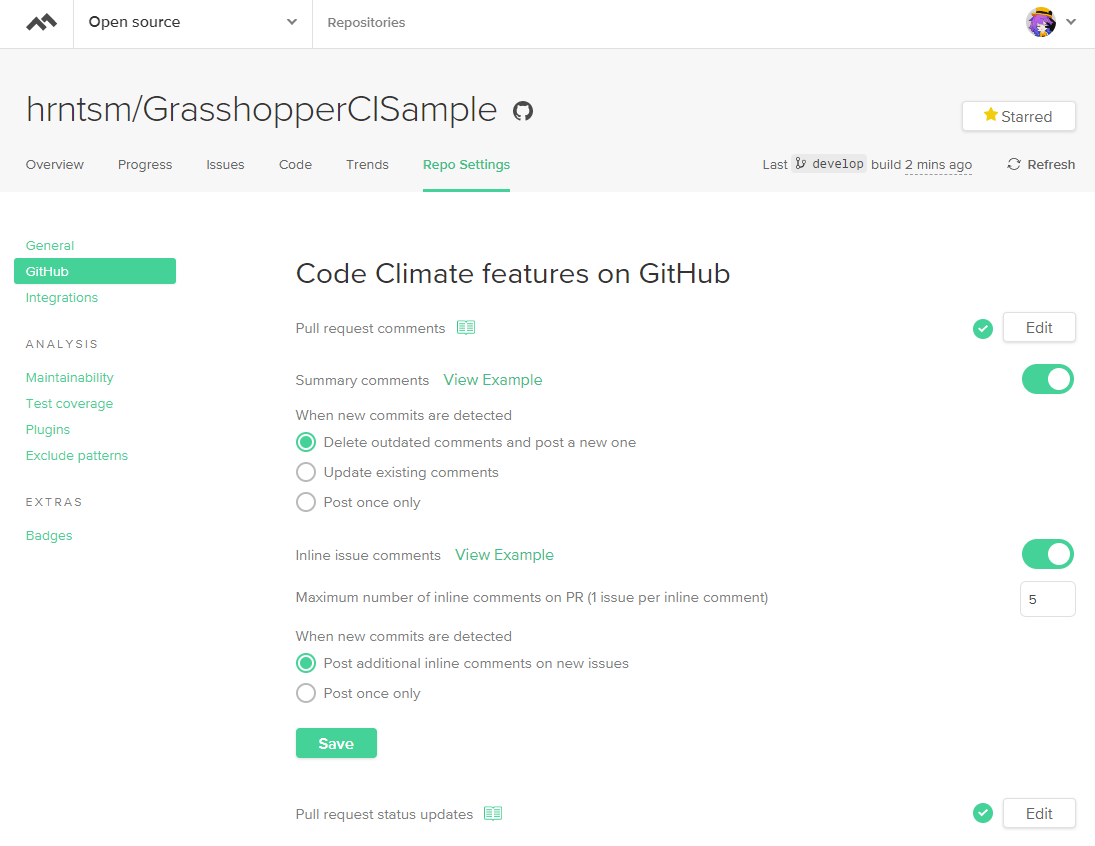 Open source
Repositories
hrntsm/GrasshopperCISample
Starred
Overview Progress Issues Code Trends Repo Settings
Last develop build 2 mins ago Refresh
General
GitHub
Integrations
ANALYSIS
Maintainability
Test coverage
Plugins
Exclude patterns
EXTRAS
Badges
Code Climate features on GitHub
Pull request comments
Edit
Summary comments View Example
When new commits are detected
Delete outdated comments and post a new one
Update existing comments
Post once only
Inline issue comments View Example
Maximum number of inline comments on PR (1 issue per inline comment)
5
When new commits are detected
Post additional inline comments on new issues
Post once only
Save
Pull request status updates
Edit